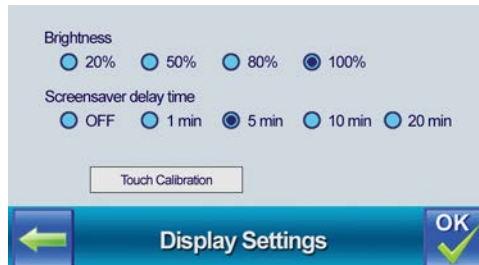 Brightness
20% 50% 80% 100%
Screensaver delay time
OFF 1 min 5 min 10 min 20 min
Touch Calibration
Display Settings
OK